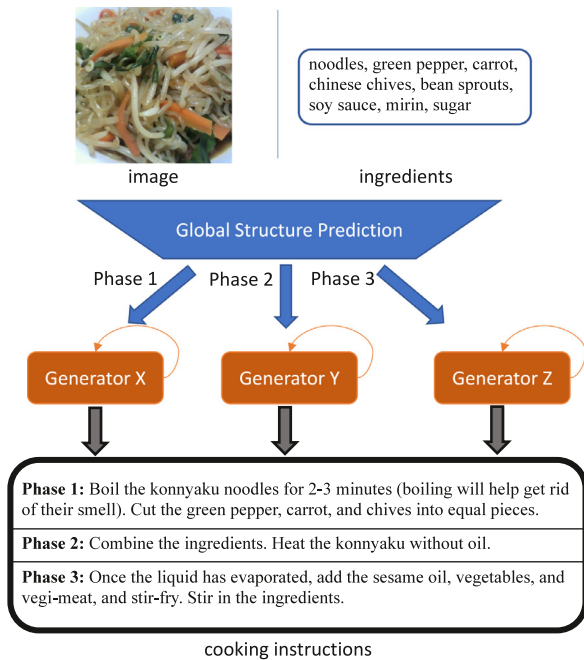 noodles, green pepper, carrot,
chinese chives, bean sprouts,
soy sauce, mirin, sugar
image
ingredients
Global Structure Prediction
Phase 1
Phase 2
Phase 3
Generator X
Generator Y
Generator Z
Phase 1: Boil the konnyaku noodles for 2-3 minutes (boiling will help get rid
of their smell). Cut the green pepper, carrot, and chives into equal pieces.
Phase 2: Combine the ingredients. Heat the konnyaku without oil.
Phase 3: Once the liquid has evaporated, add the sesame oil, vegetables, and
vegi-meat, and stir-fry. Stir in the ingredients.
cooking instructions